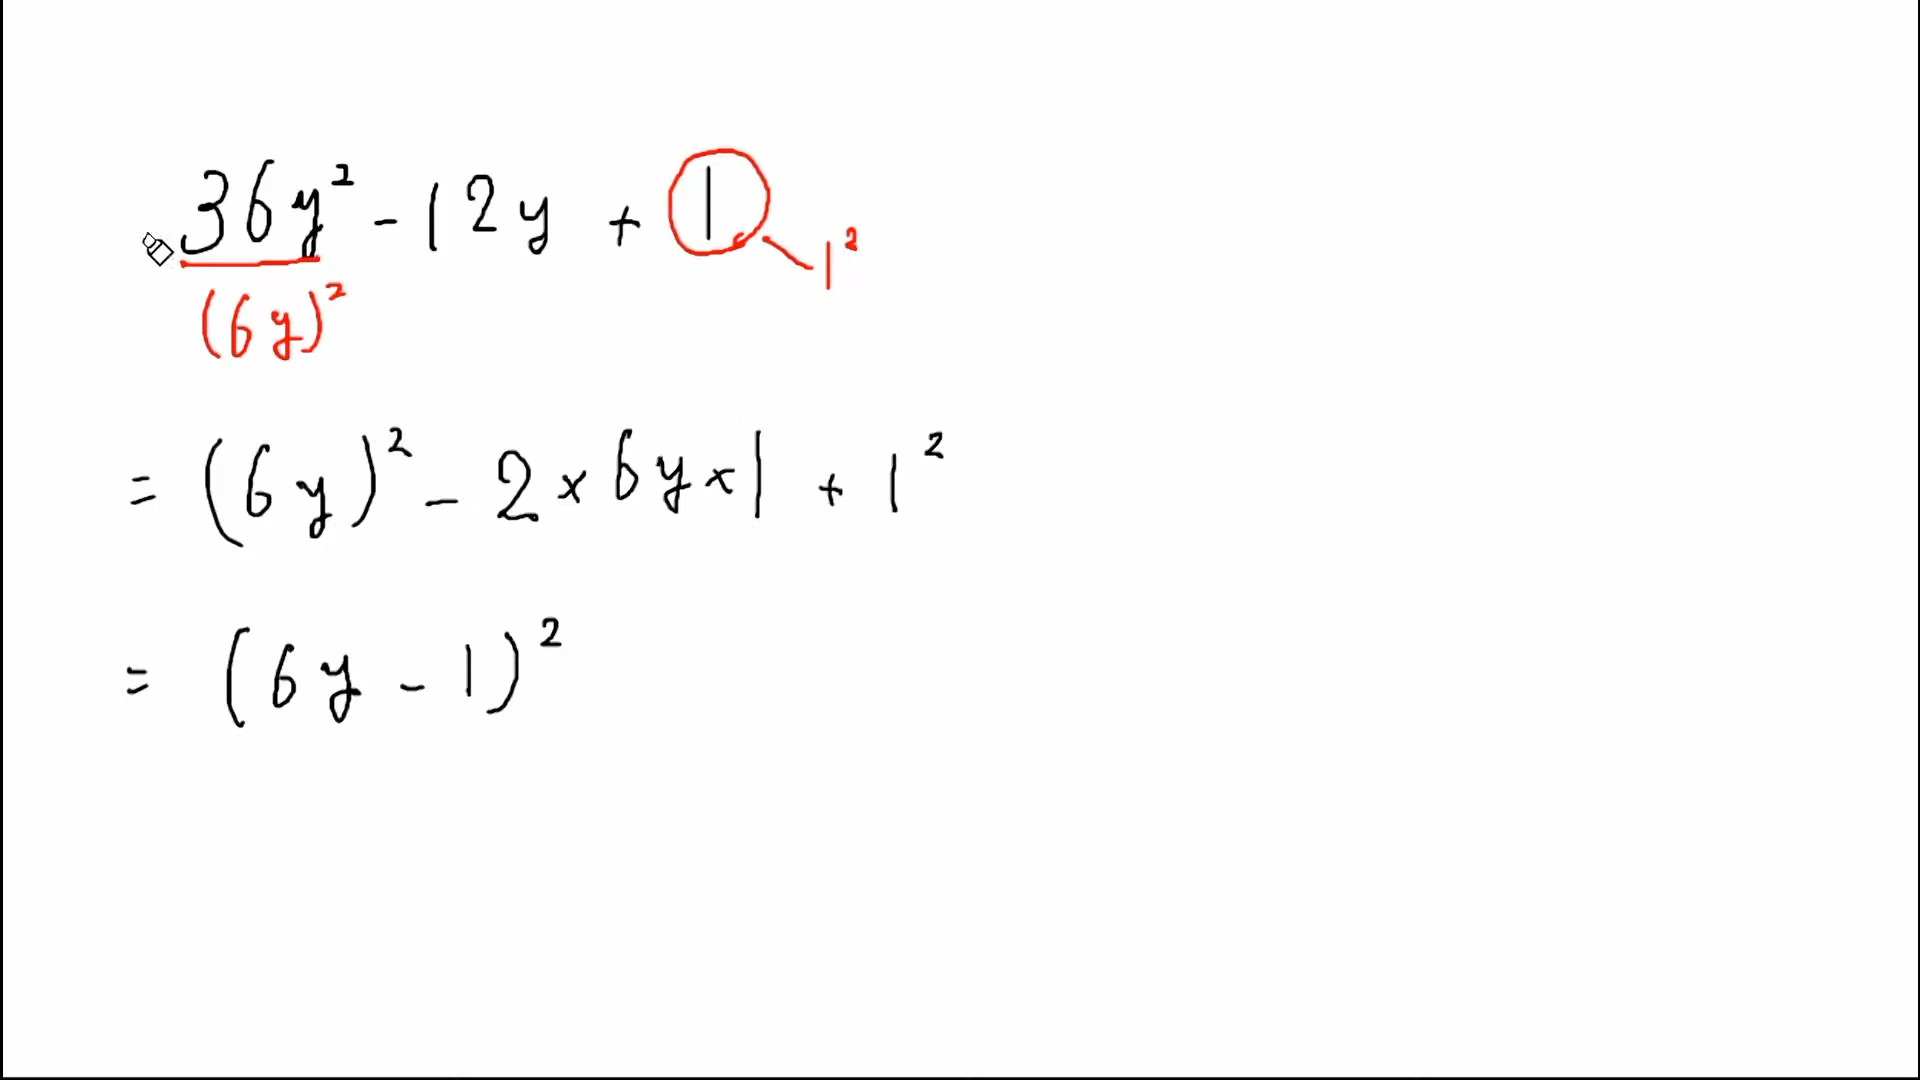 36y² - 12y + 1
1²
(6y)²
= (6y)² - 2 × 6y × 1 + 1²
= (6y - 1)²